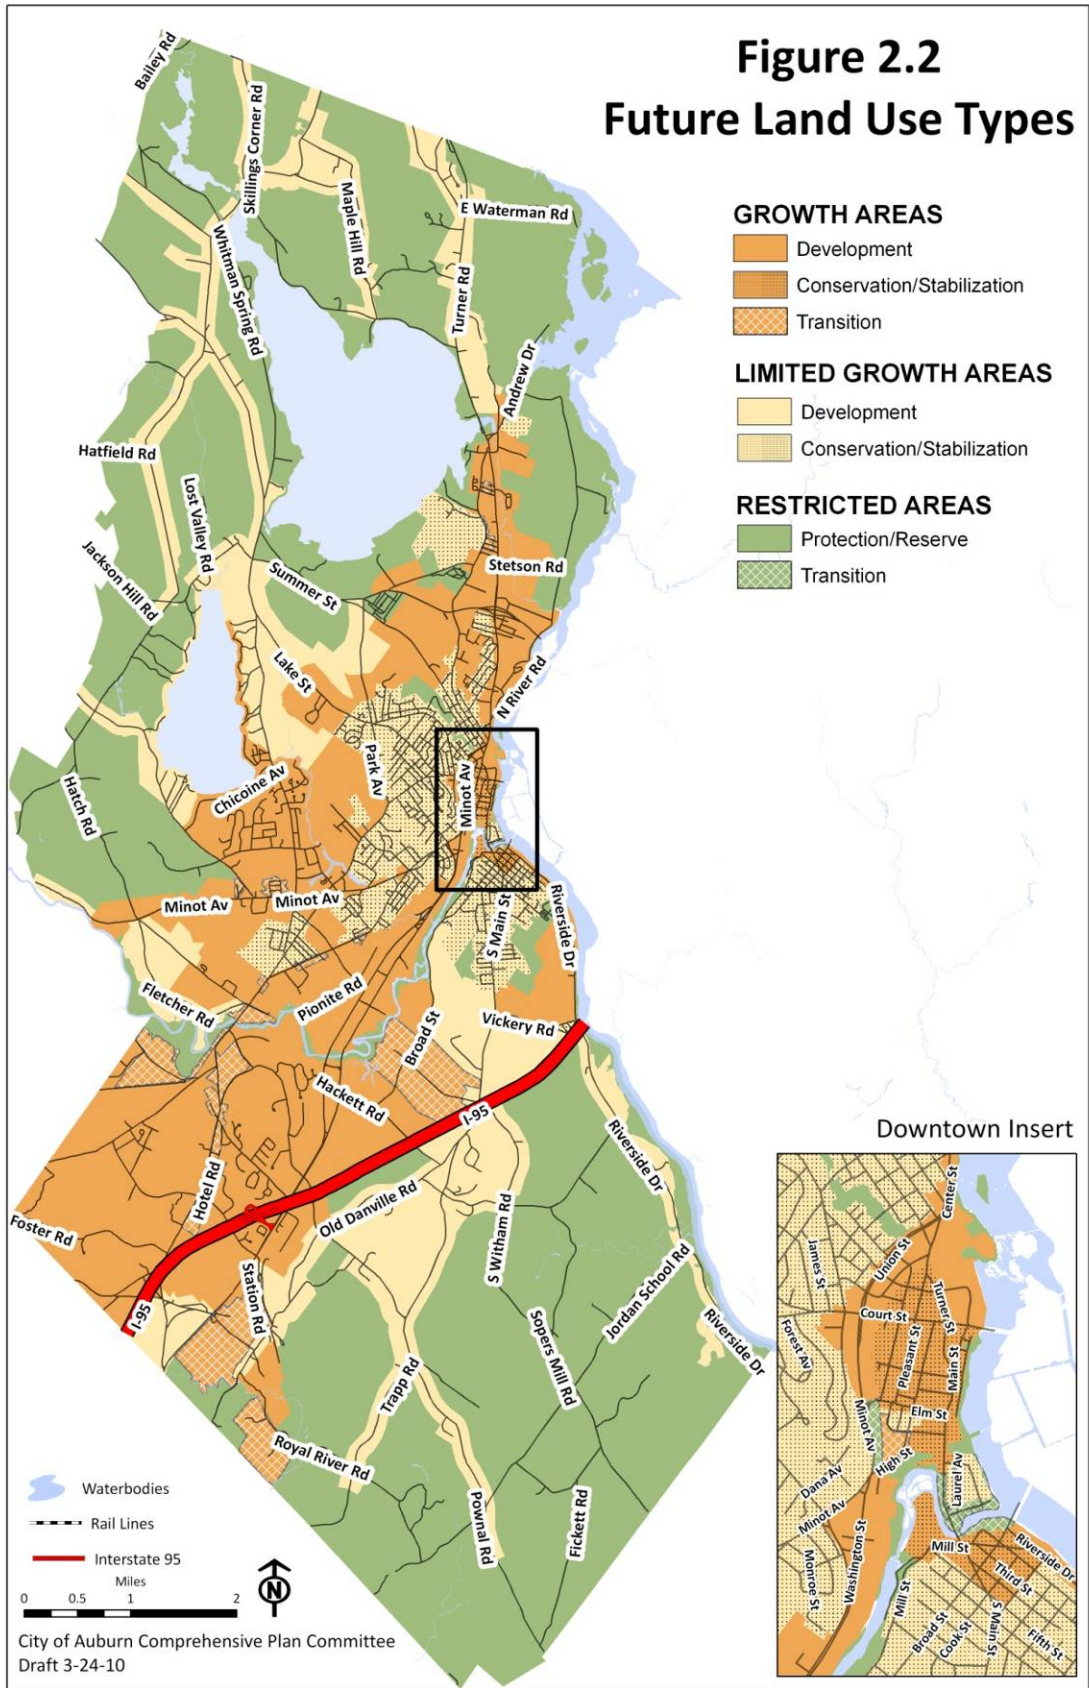 Figure 2.2
Future Land Use Types
GROWTH AREAS
Development
Conservation/Stabilization
Transition
LIMITED GROWTH AREAS
Development
Conservation/Stabilization
RESTRICTED AREAS
Protection/Reserve
Transition
Bailey Rd
Skillings Corner Rd
Maple Hill Rd
E Waterman Rd
Whitman Spring Rd
Turner Rd
Andrew Dr
Hatfield Rd
Lost Valley Rd
Jackson Hill Rd
Summer St
Stetson Rd
Lake St
N River Rd
Park Av
Minot Av
Chicoine Av
Hatch Rd
Minot Av
Minot Av
S Main St
Riverside Dr
Fletcher Rd
Pionite Rd
Broad St
Vickery Rd
Hackett Rd
I-95
Riverside Dr
Hotel Rd
Old Danville Rd
Foster Rd
S Witham Rd
Station Rd
Jordan School Rd
I-95
Sopers Mill Rd
Riverside Dr
Trapp Rd
Royal River Rd
Pownal Rd
Fickett Rd
Waterbodies
Rail Lines
Interstate 95
Miles
0 0.5 1 2
N
City of Auburn Comprehensive Plan Committee
Draft 3-24-10
Downtown Insert
Center St
James St
Union St
Turner St
Court St
Forest Av
Pleasant St
Main St
Elm St
Minot Av
High St
Laurel Av
Dana Av
Minot Av
Washington St
Mill St
Riverside Dr
Monroe St
Third St
Mill St
Broad St
Cook St
S Main St
Fifth St